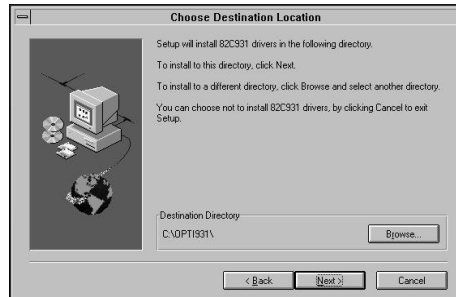 Choose Destination Location
Setup will install 82C931 drivers in the following directory.
To install to this directory, click Next.
To install to a different directory, click Browse and select another directory.
You can choose not to install 82C931 drivers, by clicking Cancel to exit
Setup.
Destination Directory
C:\OPTI931\
Browse...
< Back
Next >
Cancel